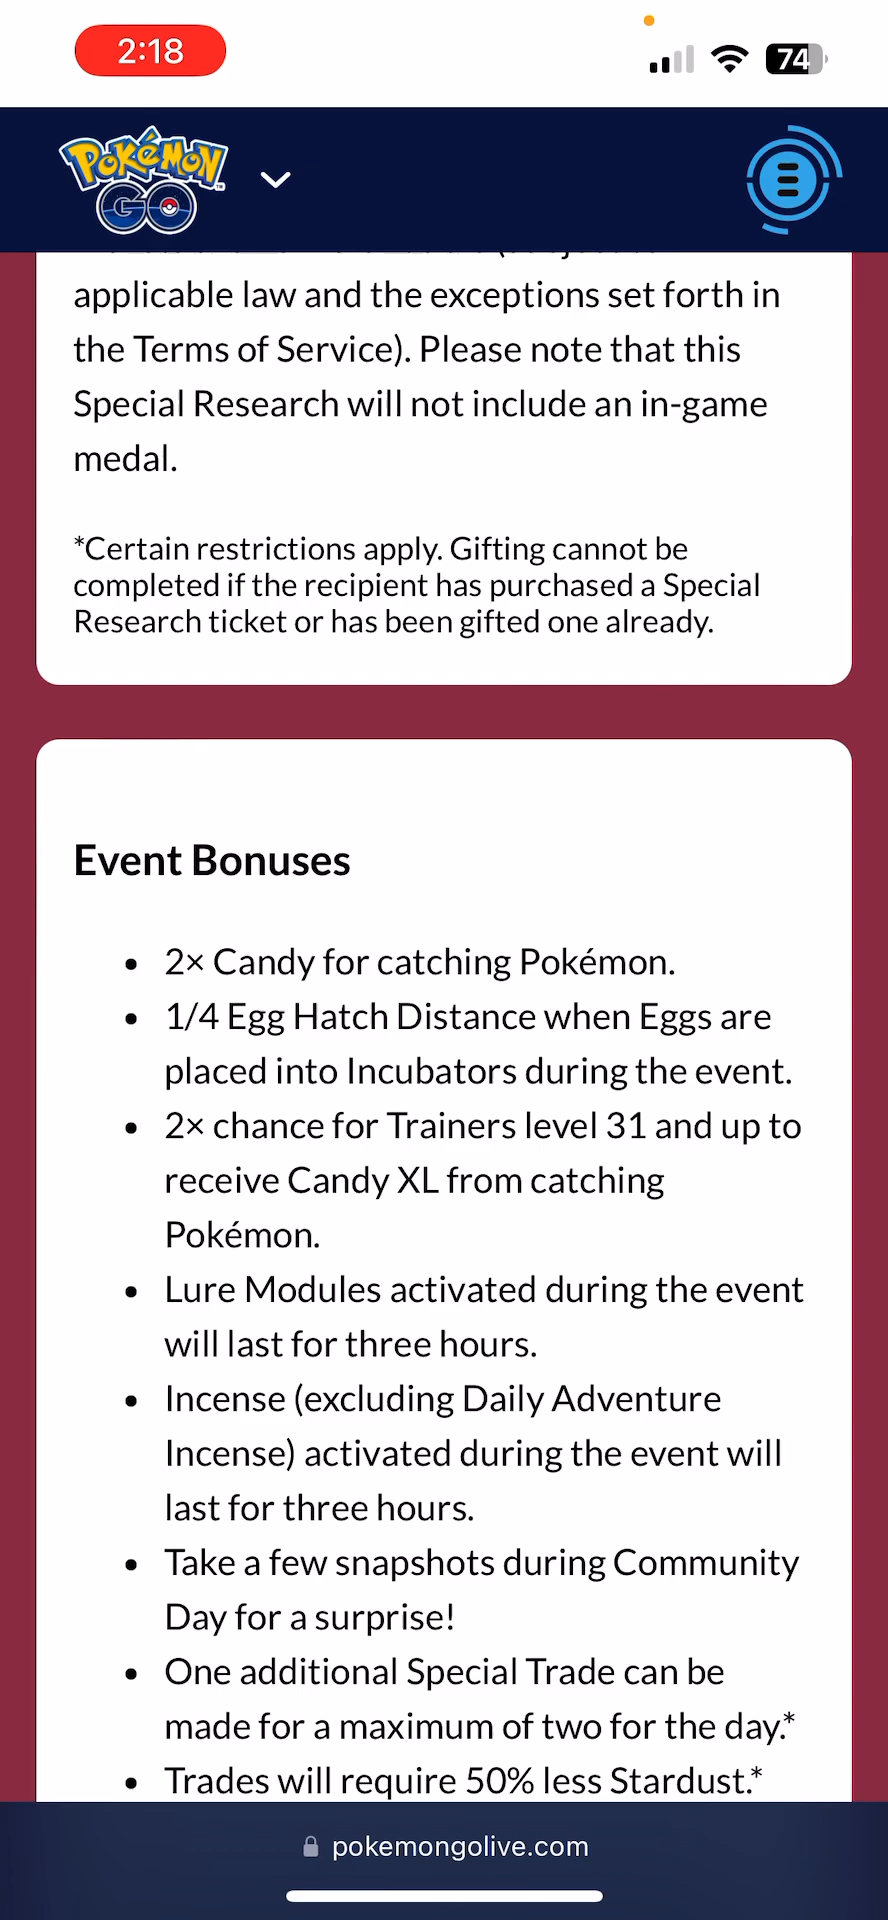 2:18
74
POKéMON
GO
applicable law and the exceptions set forth in
the Terms of Service). Please note that this
Special Research will not include an in-game
medal.
*Certain restrictions apply. Gifting cannot be
completed if the recipient has purchased a Special
Research ticket or has been gifted one already.
Event Bonuses
• 2× Candy for catching Pokémon.
• 1/4 Egg Hatch Distance when Eggs are
placed into Incubators during the event.
• 2× chance for Trainers level 31 and up to
receive Candy XL from catching
Pokémon.
• Lure Modules activated during the event
will last for three hours.
• Incense (excluding Daily Adventure
Incense) activated during the event will
last for three hours.
• Take a few snapshots during Community
Day for a surprise!
• One additional Special Trade can be
made for a maximum of two for the day.*
• Trades will require 50% less Stardust.*
pokemongolive.com